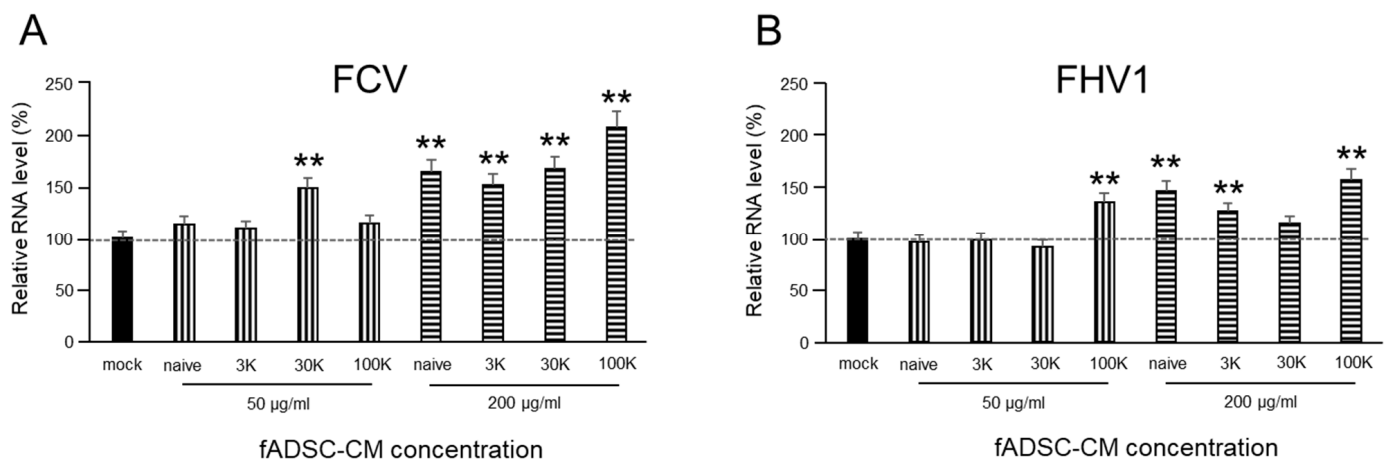 A
FCV
Relative RNA level (%)
250
200
150
100
50
0
** ** ** ** **
mock naive 3K 30K 100K naive 3K 30K 100K
50 µg/ml 200 µg/ml
fADSC-CM concentration
B
FHV1
Relative RNA level (%)
250
200
150
100
50
0
** ** ** **
mock naive 3K 30K 100K naive 3K 30K 100K
50 µg/ml 200 µg/ml
fADSC-CM concentration